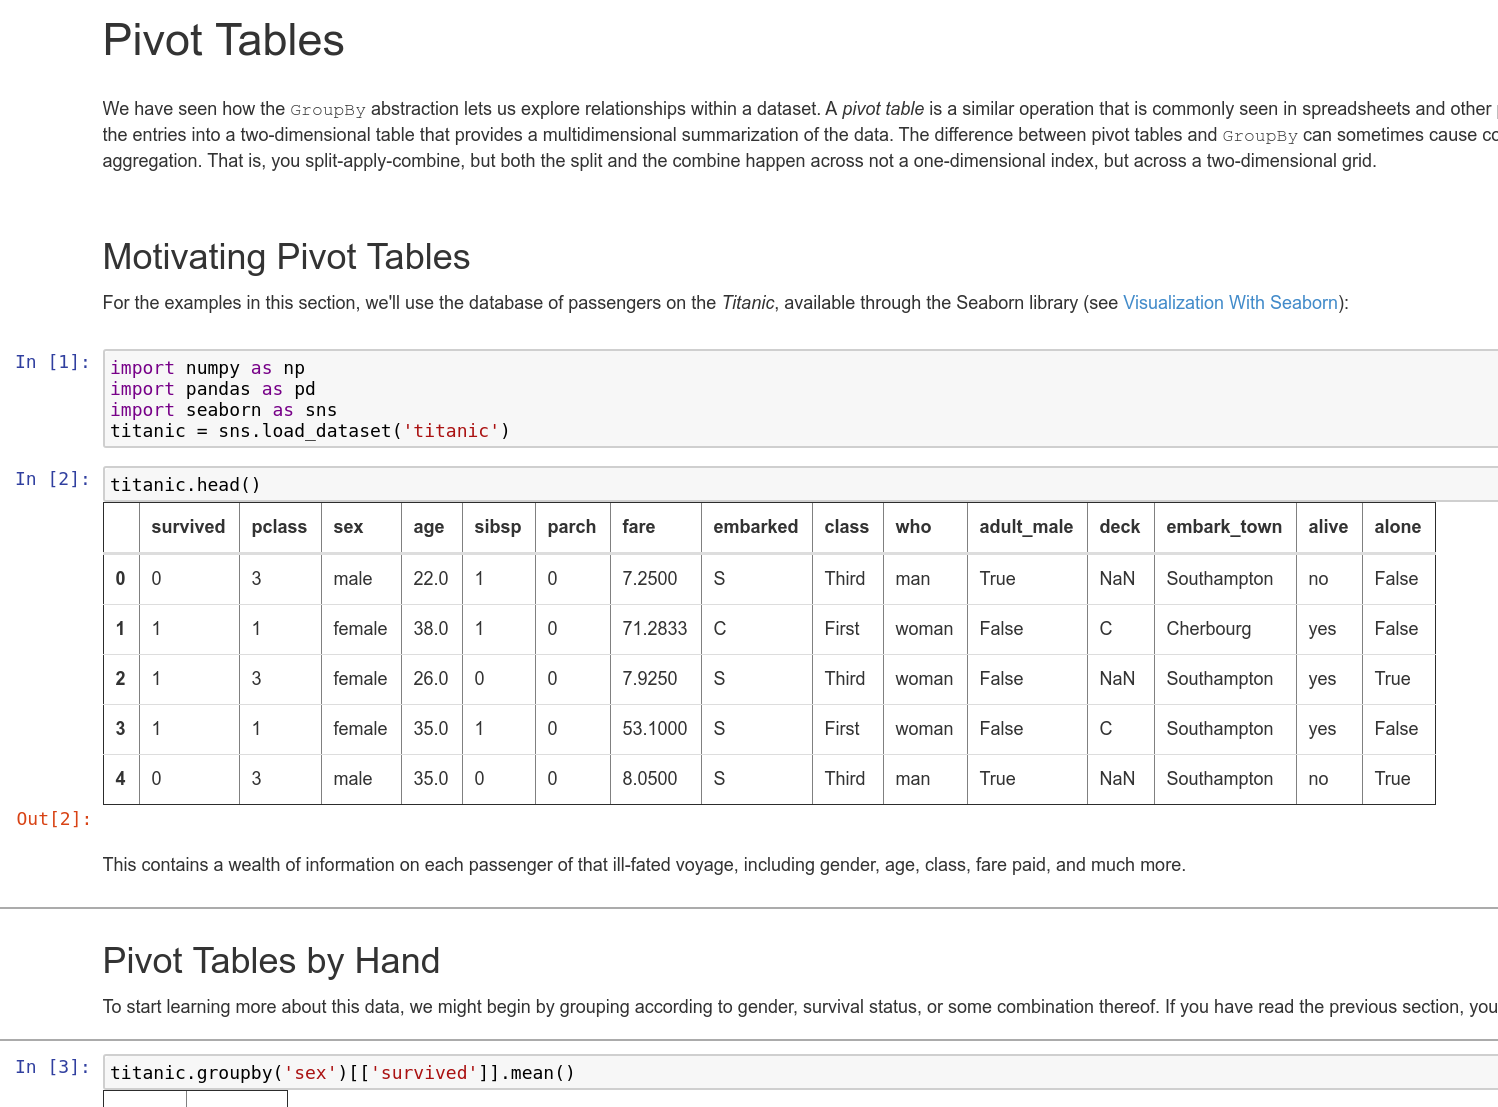 Pivot Tables
We have seen how the GroupBy abstraction lets us explore relationships within a dataset. A pivot table is a similar operation that is commonly seen in spreadsheets and other
the entries into a two-dimensional table that provides a multidimensional summarization of the data. The difference between pivot tables and GroupBy can sometimes cause
aggregation. That is, you split-apply-combine, but both the split and the combine happen across not a one-dimensional index, but across a two-dimensional grid.
Motivating Pivot Tables
For the examples in this section, we'll use the database of passengers on the Titanic, available through the Seaborn library (see Visualization With Seaborn):
In [1]: import numpy as np
import pandas as pd
import seaborn as sns
titanic = sns.load_dataset('titanic')
In [2]: titanic.head()
survived pclass sex age sibsp parch fare embarked class who adult_male deck embark_town alive alone
0 0 3 male 22.0 1 0 7.2500 S Third man True NaN Southampton no False
1 1 1 female 38.0 1 0 71.2833 C First woman False C Cherbourg yes False
2 1 3 female 26.0 0 0 7.9250 S Third woman False NaN Southampton yes True
3 1 1 female 35.0 1 0 53.1000 S First woman False C Southampton yes False
4 0 3 male 35.0 0 0 8.0500 S Third man True NaN Southampton no True
Out[2]:
This contains a wealth of information on each passenger of that ill-fated voyage, including gender, age, class, fare paid, and much more.
Pivot Tables by Hand
To start learning more about this data, we might begin by grouping according to gender, survival status, or some combination thereof. If you have read the previous section, you
In [3]: titanic.groupby('sex')[['survived']].mean()